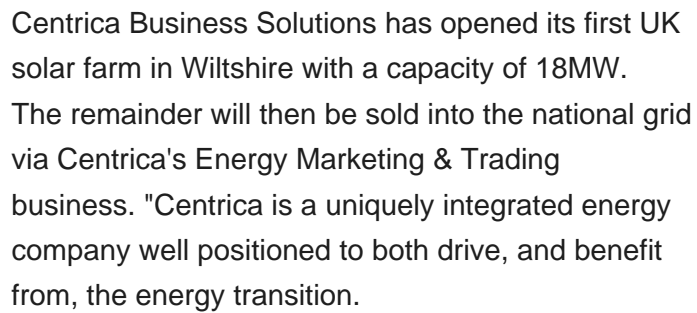 Centrica Business Solutions has opened its first UK
solar farm in Wiltshire with a capacity of 18MW.
The remainder will then be sold into the national grid
via Centrica's Energy Marketing & Trading
business. "Centrica is a uniquely integrated energy
company well positioned to both drive, and benefit
from, the energy transition.